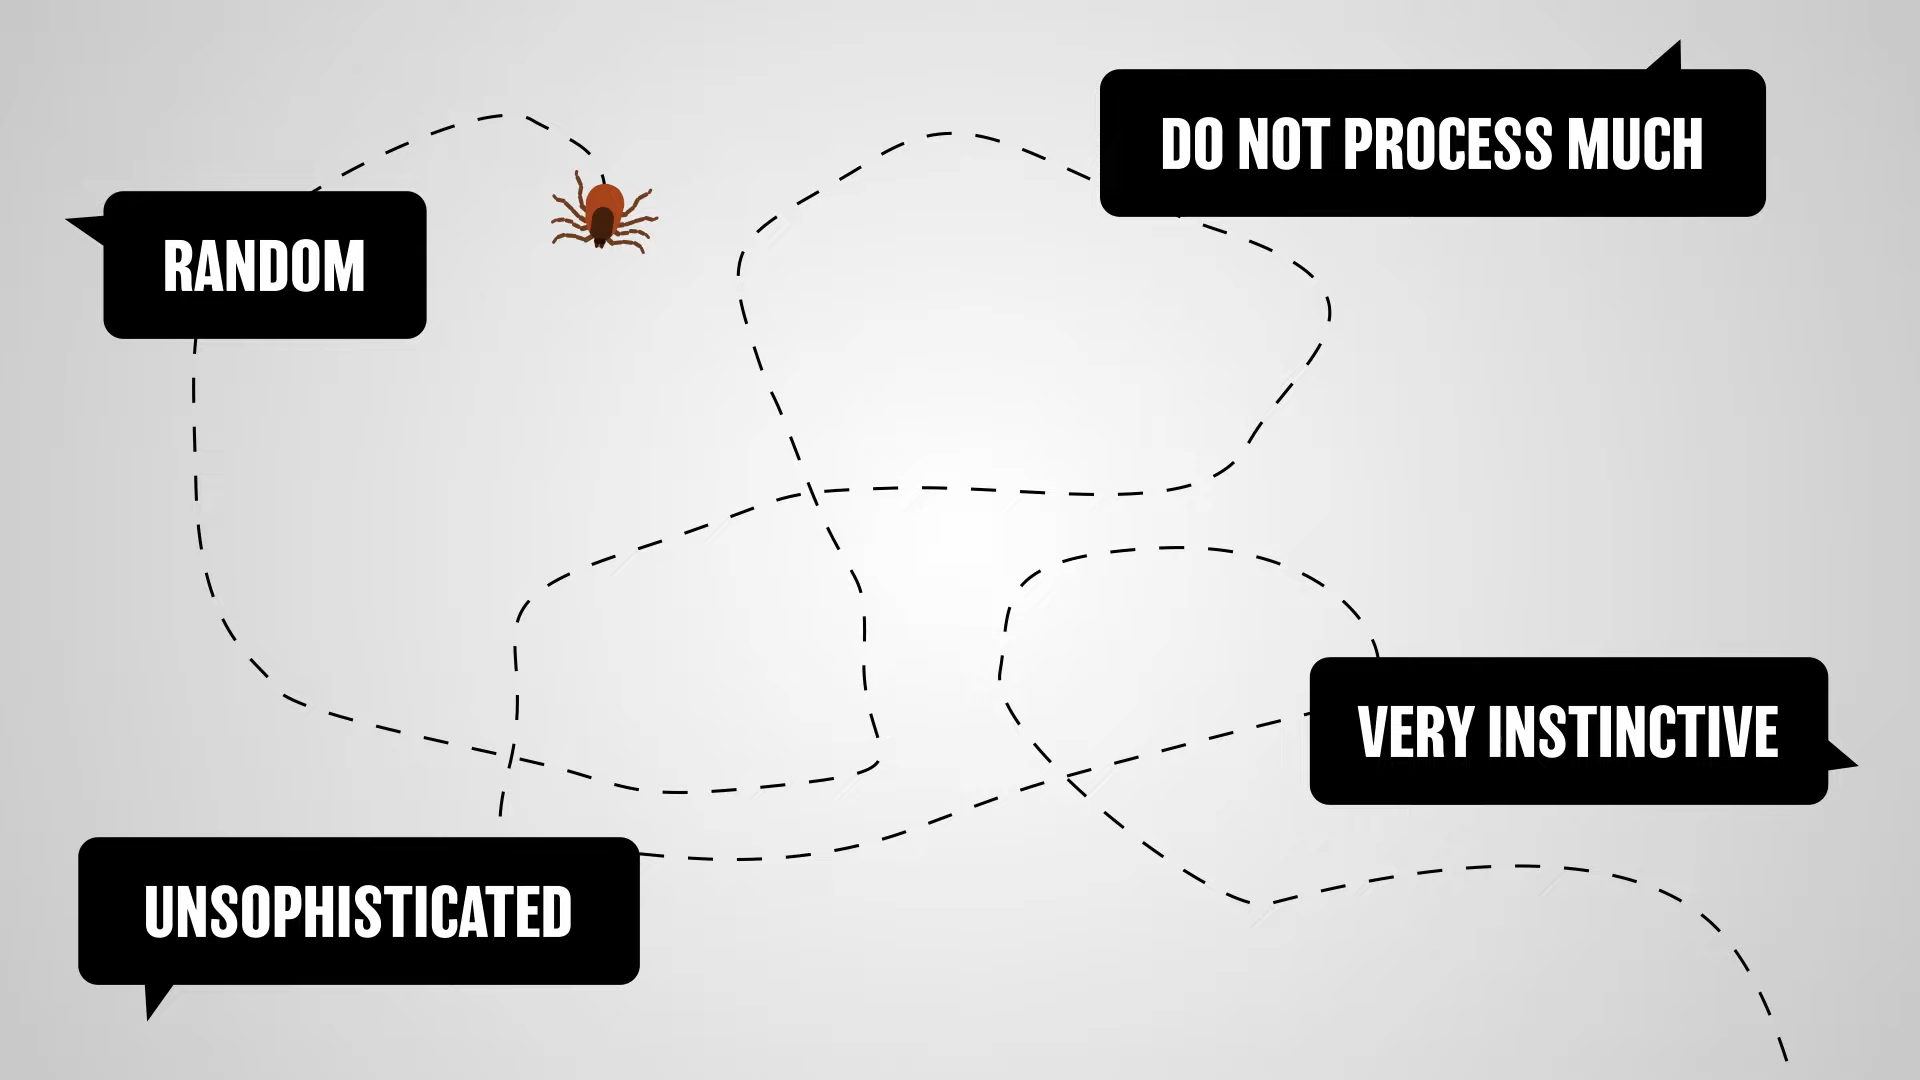 DO NOT PROCESS MUCH
RANDOM
VERY INSTINCTIVE
UNSOPHISTICATED